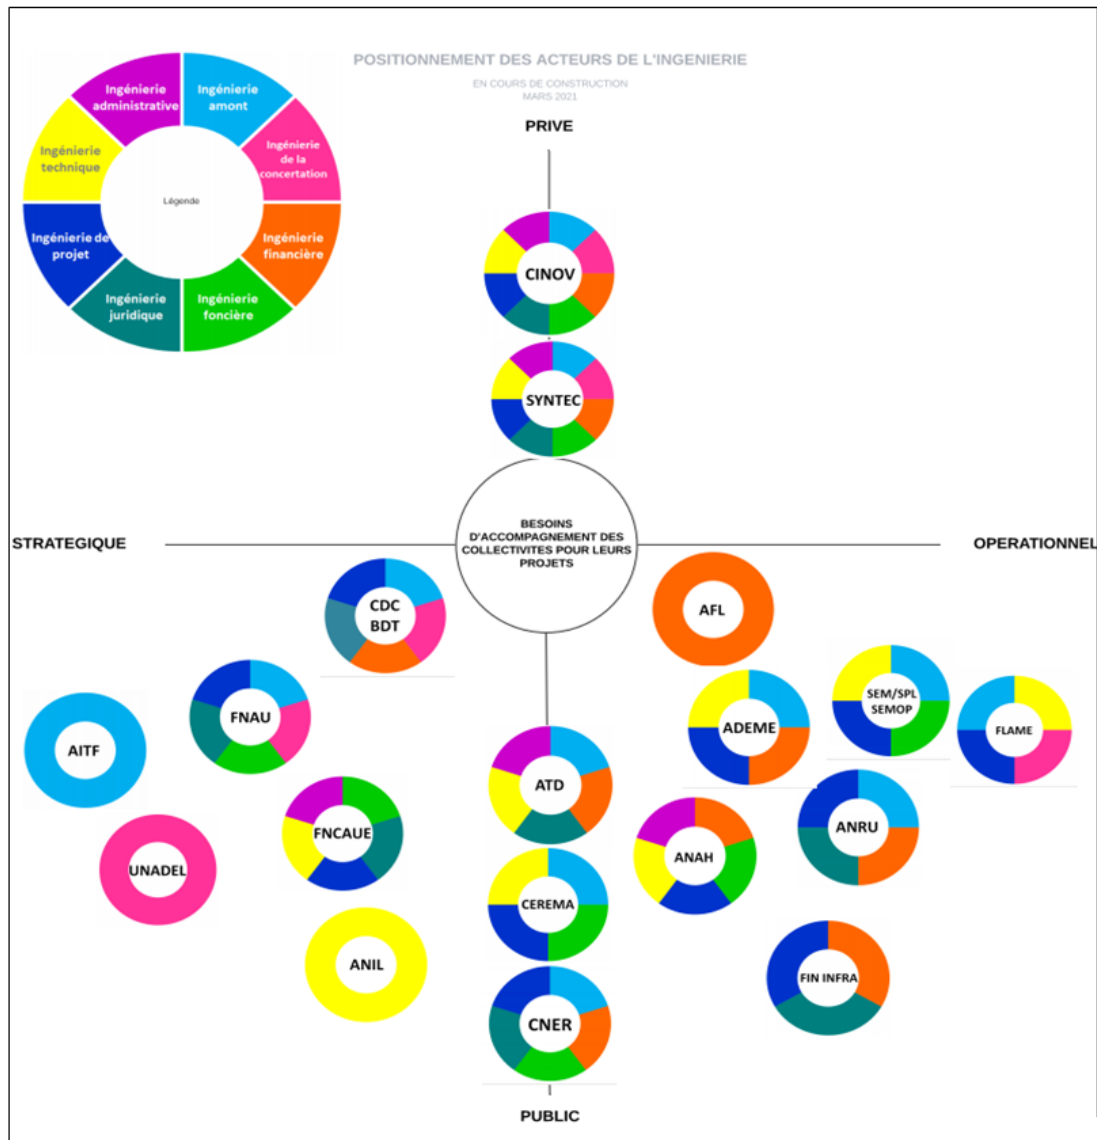 POSITIONNEMENT DES ACTEURS DE L'INGENIERIE
EN COURS DE CONSTRUCTION
MARS 2021
PRIVE
Ingénierie
administrative
Ingénierie
amont
Ingénierie
technique
Ingénierie
de la
concertation
Légende
Ingénierie de
projet
Ingénierie
financière
Ingénierie
juridique
Ingénierie
foncière
CINOV
SYNTEC
STRATEGIQUE
BESOINS
D'ACCOMPAGNEMENT DES
COLLECTIVITES POUR LEURS
PROJETS
OPERATIONNEL
CDC
BDT
AFL
FNAU
AITF
SEM/SPL
SEMOP
ADEME
FLAME
ATD
FNCAUE
ANRU
ANAH
UNADEL
CEREMA
ANIL
FIN INFRA
CNER
PUBLIC